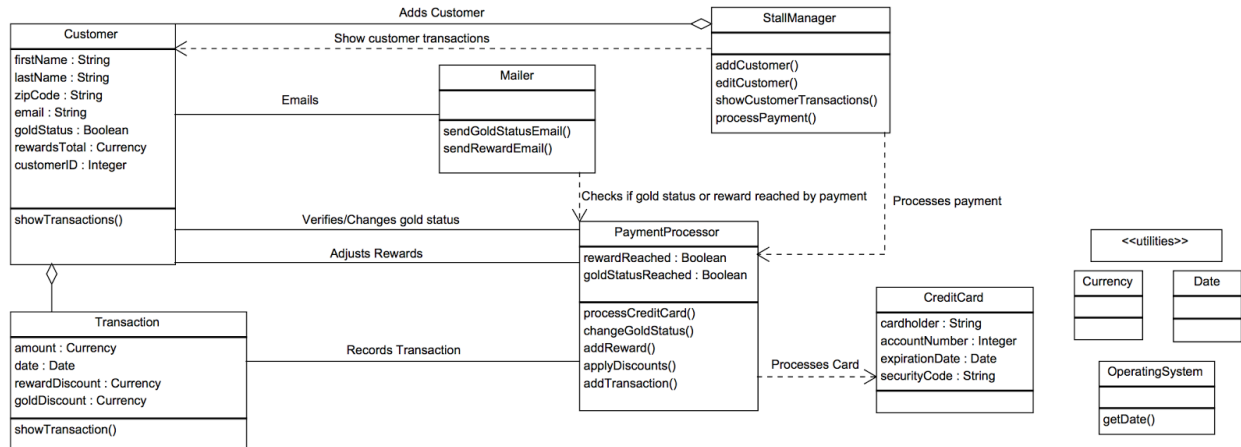 Adds Customer
Customer
StallManager
Show customer transactions
firstName : String
lastName : String
zipCode : String
email : String
goldStatus : Boolean
rewardsTotal : Currency
customerID : Integer
showTransactions()
Mailer
sendGoldStatusEmail()
sendRewardEmail()
Emails
addCustomer()
editCustomer()
showCustomerTransactions()
processPayment()
Checks if gold status or reward reached by payment
Processes payment
Verifies/Changes gold status
Adjusts Rewards
PaymentProcessor
rewardReached : Boolean
goldStatusReached : Boolean
processCreditCard()
changeGoldStatus()
addReward()
applyDiscounts()
addTransaction()
<<utilities>>
Currency
Date
Transaction
amount : Currency
date : Date
rewardDiscount : Currency
goldDiscount : Currency
showTransaction()
Records Transaction
Processes Card
CreditCard
cardholder : String
accountNumber : Integer
expirationDate : Date
securityCode : String
OperatingSystem
getDate()